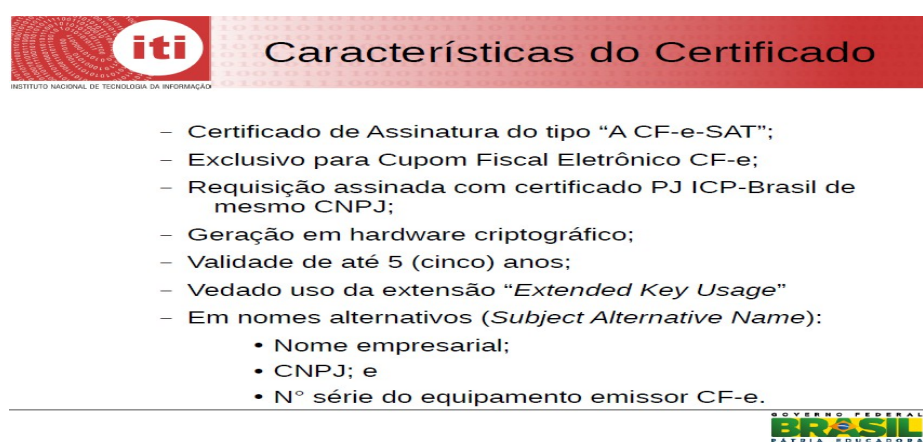 iti
INSTITUTO NACIONAL DE TECNOLOGIA DA INFORMAÇÃO
Características do Certificado
– Certificado de Assinatura do tipo “A CF-e-SAT”;
– Exclusivo para Cupom Fiscal Eletrônico CF-e;
– Requisição assinada com certificado PJ ICP-Brasil de
mesmo CNPJ;
– Geração em hardware criptográfico;
– Validade de até 5 (cinco) anos;
– Vedado uso da extensão “Extended Key Usage”
– Em nomes alternativos (Subject Alternative Name):
• Nome empresarial;
• CNPJ; e
• N° série do equipamento emissor CF-e.
GOVERNO FEDERAL
BRASIL
PÁTRIA EDUCADORA